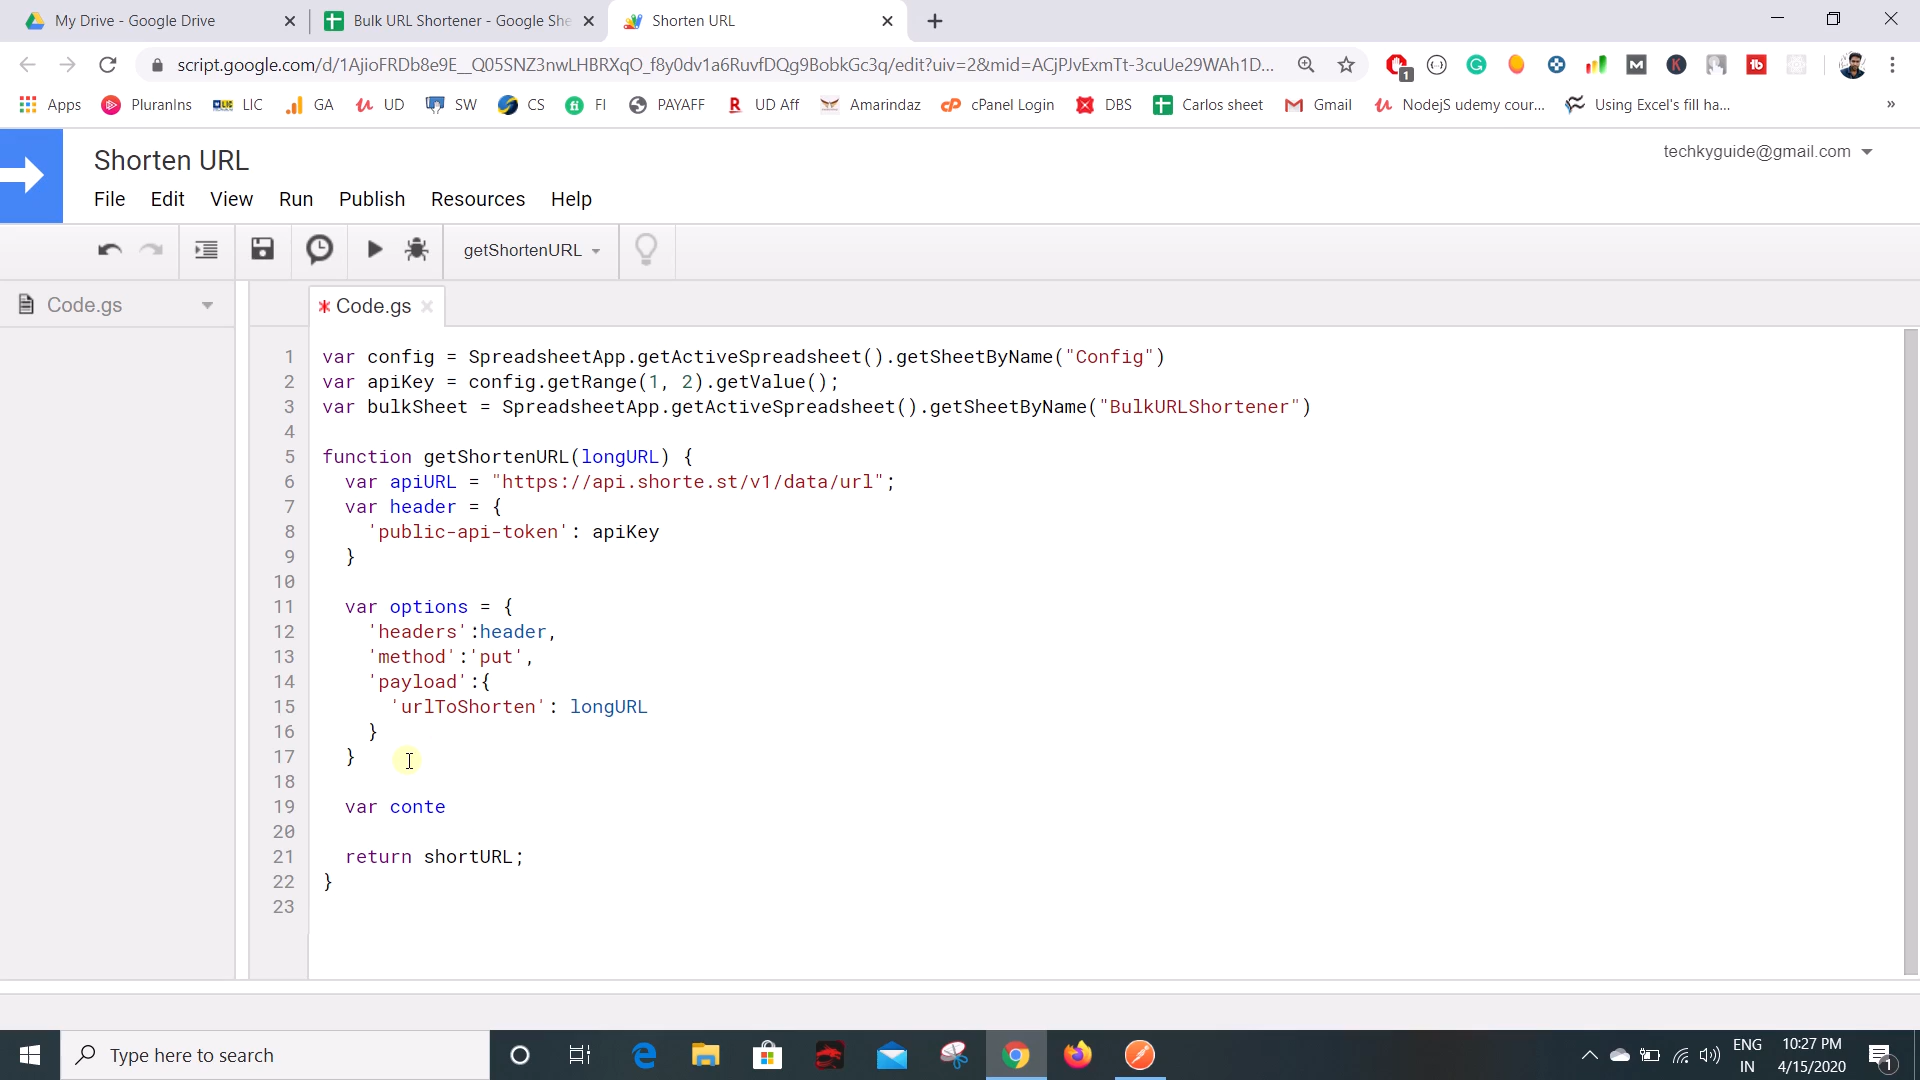 My Drive - Google Drive
Bulk URL Shortener - Google She
Shorten URL
script.google.com/d/1AjioFRDb8e9E__Q05SNZ3nwLHBRXqO_f8y0dv1a6RuvfDQg9BobkGc3q/edit?uiv=2&mid=ACjPJvExmTt-3cuUe29WAh1D...
1
Apps
PluranIns
LIC
GA
UD
SW
CS
FI
PAYAFF
UD Aff
Amarindaz
cPanel Login
DBS
Carlos sheet
Gmail
NodeJS udemy cour...
Using Excel's fill ha...
»
Shorten URL
techkyguide@gmail.com
File Edit View Run Publish Resources Help
getShortenURL
Code.gs
* Code.gs
1 var config = SpreadsheetApp.getActiveSpreadsheet().getSheetByName("Config")
2 var apiKey = config.getRange(1, 2).getValue();
3 var bulkSheet = SpreadsheetApp.getActiveSpreadsheet().getSheetByName("BulkURLShortener")
4
5 function getShortenURL(longURL) {
6 var apiURL = "https://api.shorte.st/v1/data/url";
7 var header = {
8 'public-api-token': apiKey
9 }
10
11 var options = {
12 'headers':header,
13 'method':'put',
14 'payload':{
15 'urlToShorten': longURL
16 }
17 }
18
19 var conte
20
21 return shortURL;
22 }
23
Type here to search
ENG
IN
10:27 PM
4/15/2020
1